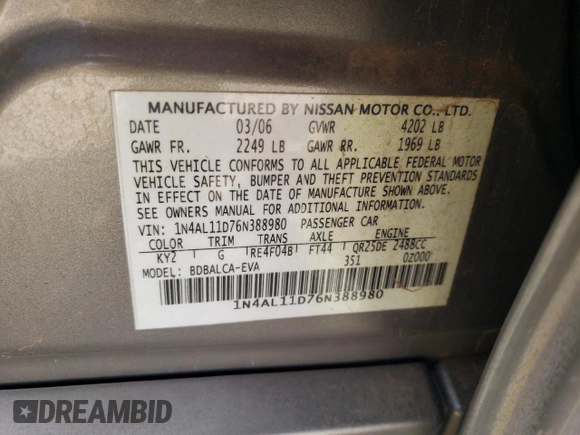 MANUFACTURED BY NISSAN MOTOR CO., LTD.
DATE 03/06 GVWR 4202 LB
GAWR FR. 2249 LB GAWR RR. 1969 LB
THIS VEHICLE CONFORMS TO ALL APPLICABLE FEDERAL MOTOR
VEHICLE SAFETY, BUMPER AND THEFT PREVENTION STANDARDS
IN EFFECT ON THE DATE OF MANUFACTURE SHOWN ABOVE.
SEE OWNERS MANUAL FOR ADDITIONAL INFORMATION.
VIN: 1N4AL11D76N388980 PASSENGER CAR
COLOR TRIM TRANS AXLE ENGINE
KY2 G RE4F04B FT44 QR25DE 2488CC
MODEL: BDBALCA-EVA 351 0Z000
1N4AL11D76N388980
DREAMBID